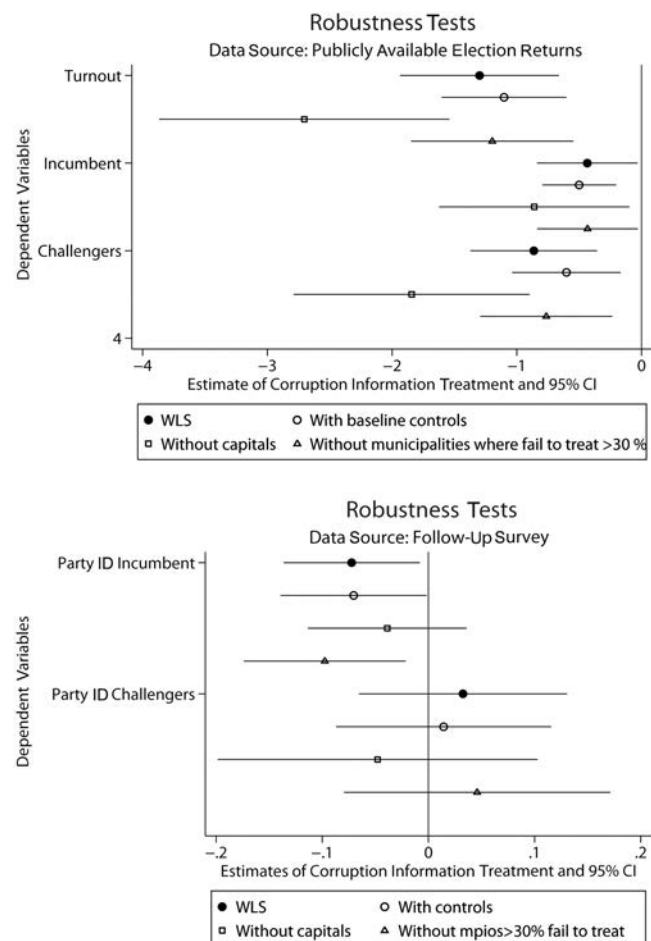 Robustness Tests
Data Source: Publicly Available Election Returns
Dependent Variables
Turnout
Incumbent
Challengers
4
−4 −3 −2 −1 0
Estimate of Corruption Information Treatment and 95% CI
WLS With baseline controls
Without capitals Without municipalities where fail to treat >30 %
Robustness Tests
Data Source: Follow-Up Survey
Dependent Variables
Party ID Incumbent
Party ID Challengers
-.2 -.1 0 .1 .2
Estimates of Corruption Information Treatment and 95% CI
WLS With controls
Without capitals Without mpios>30% fail to treat